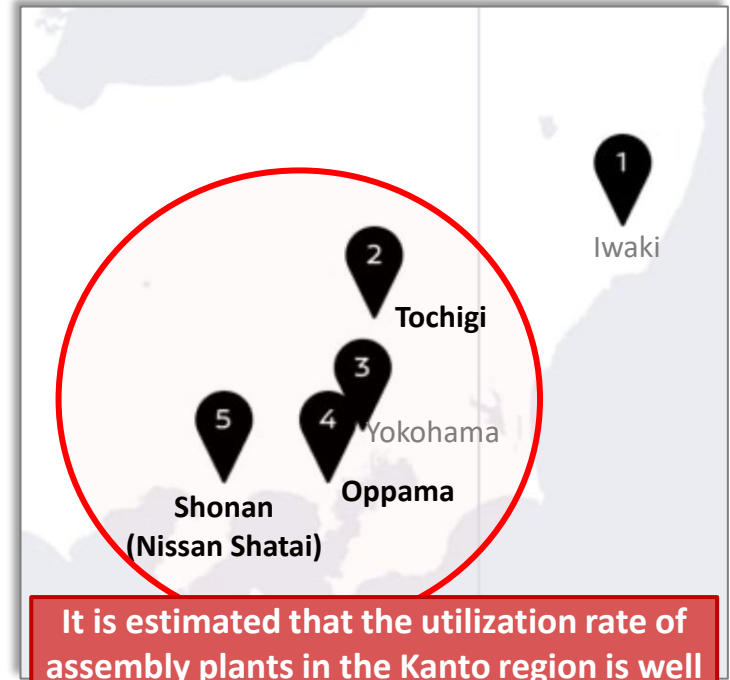 1
Iwaki
2
Tochigi
3
Yokohama
4
Oppama
5
Shonan
(Nissan Shatai)
It is estimated that the utilization rate of
assembly plants in the Kanto region is well